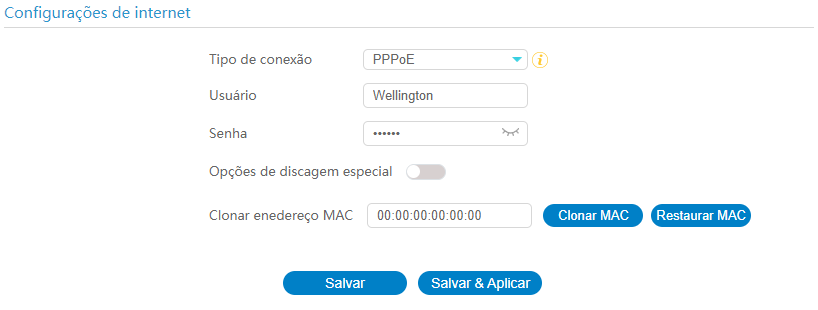 Configurações de internet
Tipo de conexão PPPoE i
Usuário Wellington
Senha ••••••
Opções de discagem especial
Clonar enedereço MAC 00:00:00:00:00:00 Clonar MAC Restaurar MAC
Salvar Salvar & Aplicar